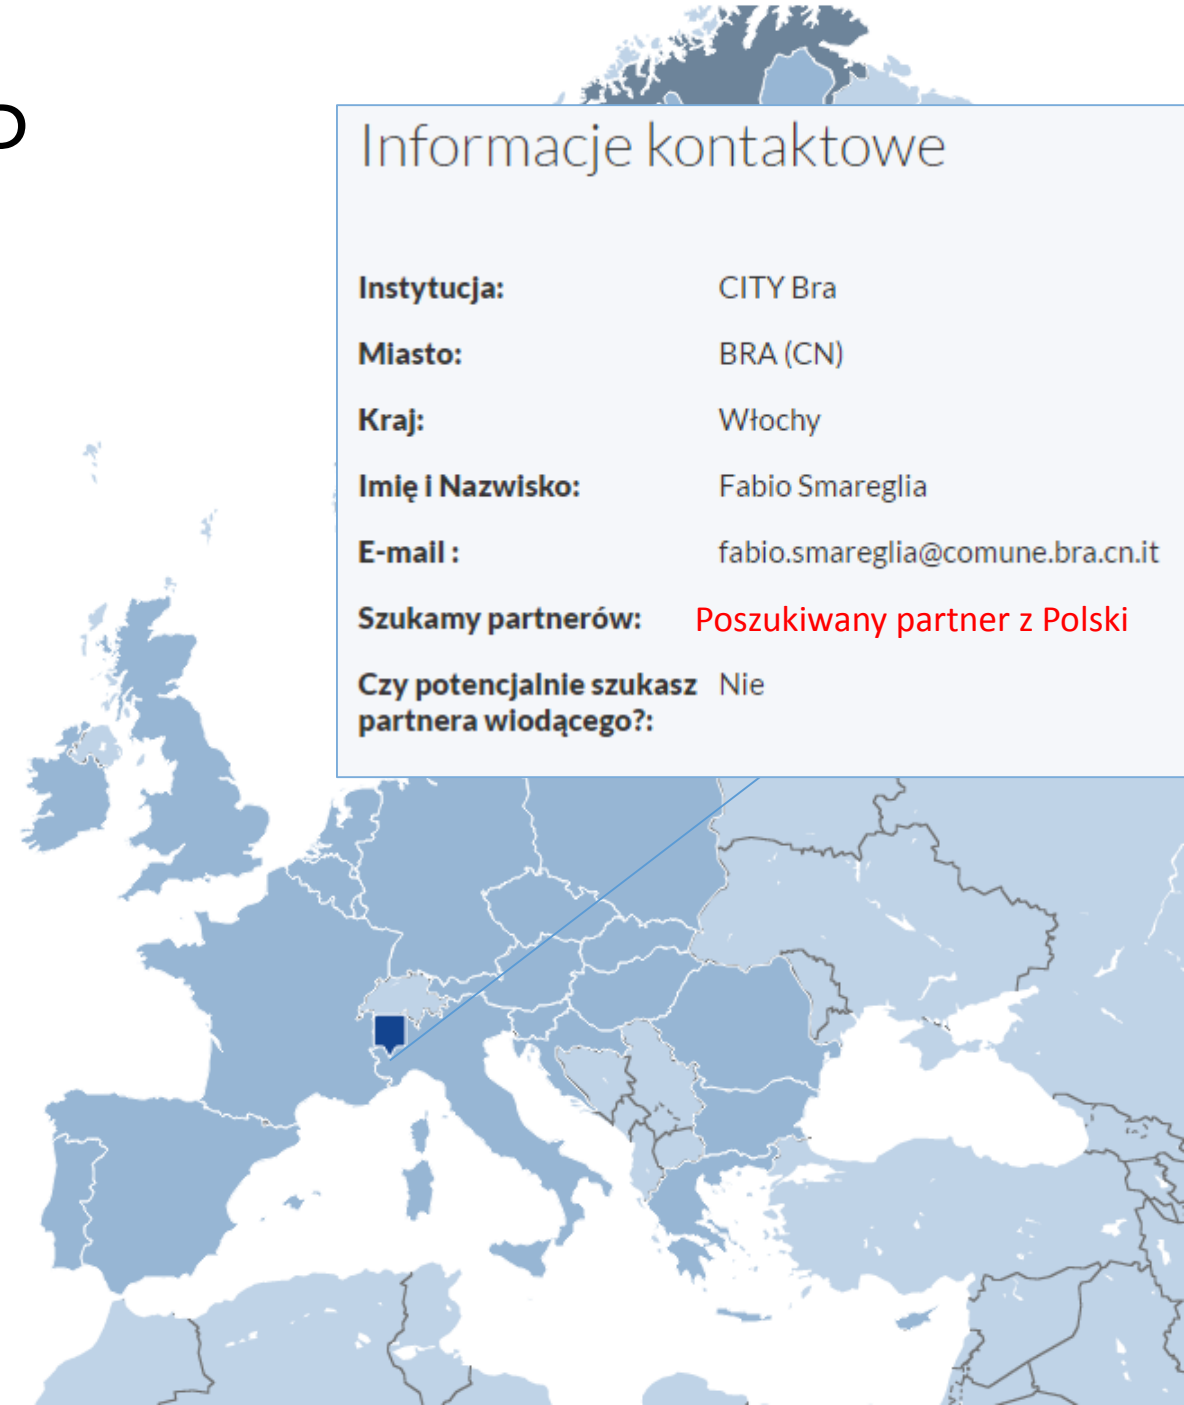 Informacje kontaktowe
Instytucja: CITY Bra
Miasto: BRA (CN)
Kraj: Włochy
Imię i Nazwisko: Fabio Smareglia
E-mail : fabio.smareglia@comune.bra.cn.it
Szukamy partnerów: Poszukiwany partner z Polski
Czy potencjalnie szukasz Nie
partnera wiodącego?: